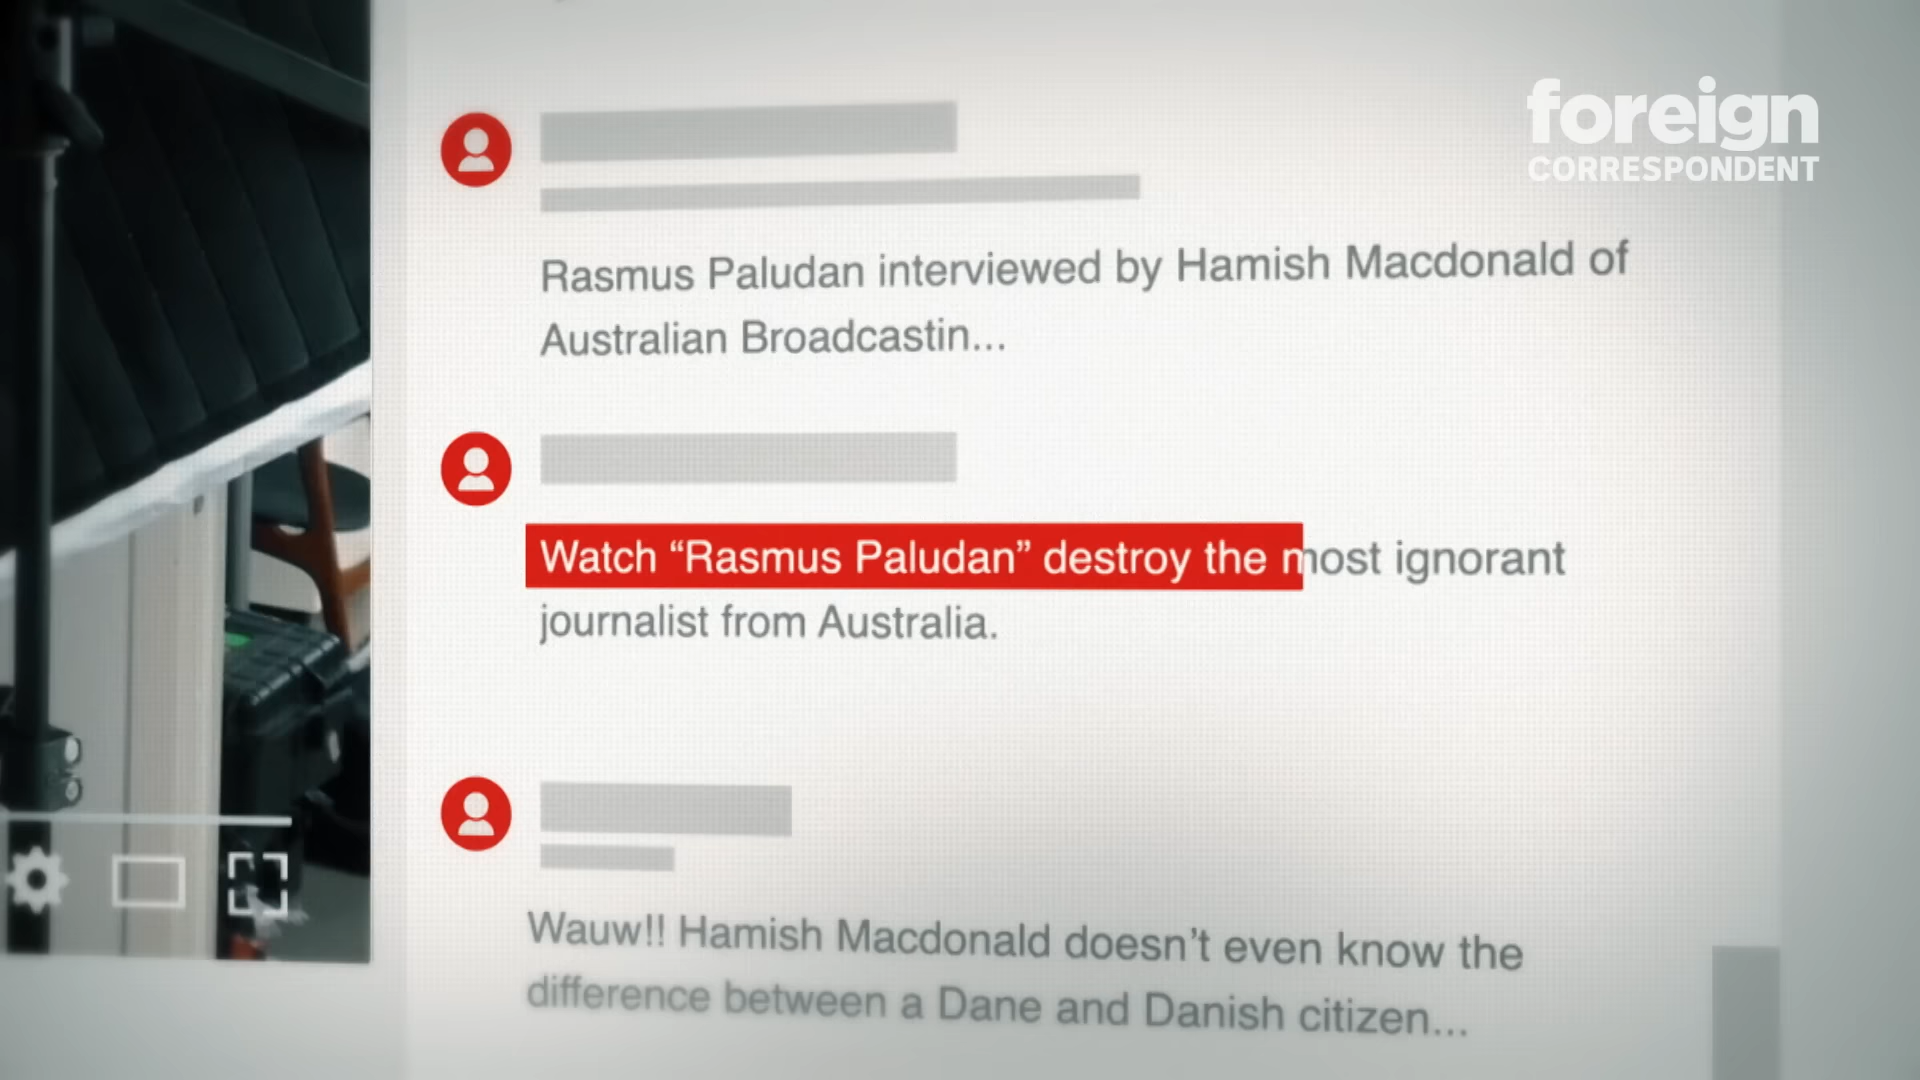 foreign
CORRESPONDENT
Rasmus Paludan interviewed by Hamish Macdonald of
Australian Broadcastin...
Watch “Rasmus Paludan” destroy the most ignorant
journalist from Australia.
Wauw!! Hamish Macdonald doesn’t even know the
difference between a Dane and Danish citizen...